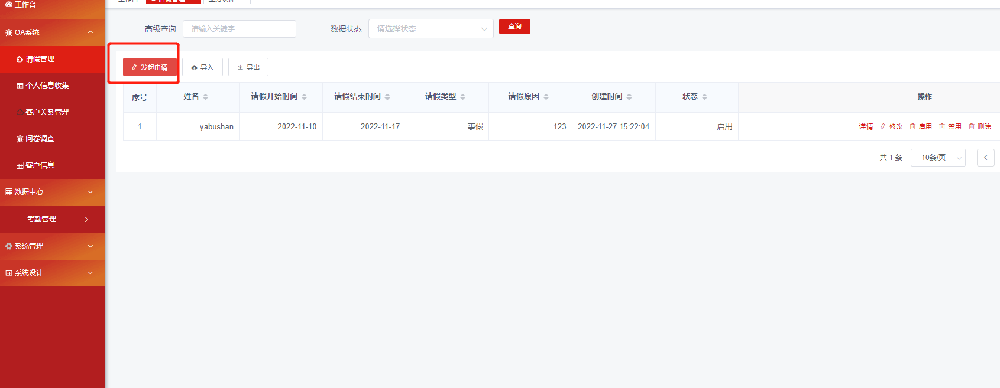 工作台
OA系统
请假管理
个人信息收集
客户关系管理
问卷调查
客户信息
数据中心
考勤管理
系统管理
系统设计
高级查询 请输入关键字 数据状态 请选择状态 查询
发起申请 导入 导出
序号 姓名 请假开始时间 请假结束时间 请假类型 请假原因 创建时间 状态 操作
1 yabushan 2022-11-10 2022-11-17 事假 123 2022-11-27 15:22:04 启用 详情 修改 启用 禁用 删除
共 1 条 10条/页